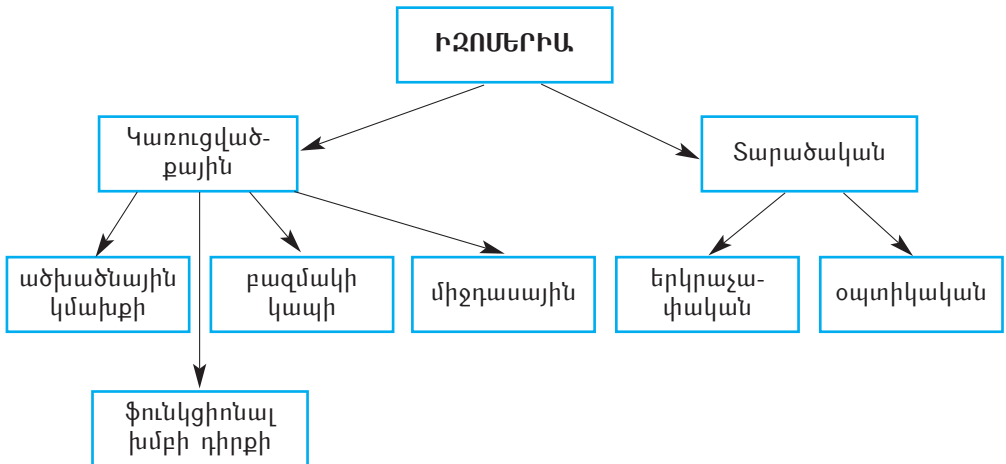 ԻԶՈՄԵՐԻԱ
Կառուցված-
քային
Տարածական
ածխածնային
կմախքի
բազմակի
կապի
միջդասային
երկրաչա-
փական
օպտիկական
ֆունկցիոնալ
խմբի դիրքի